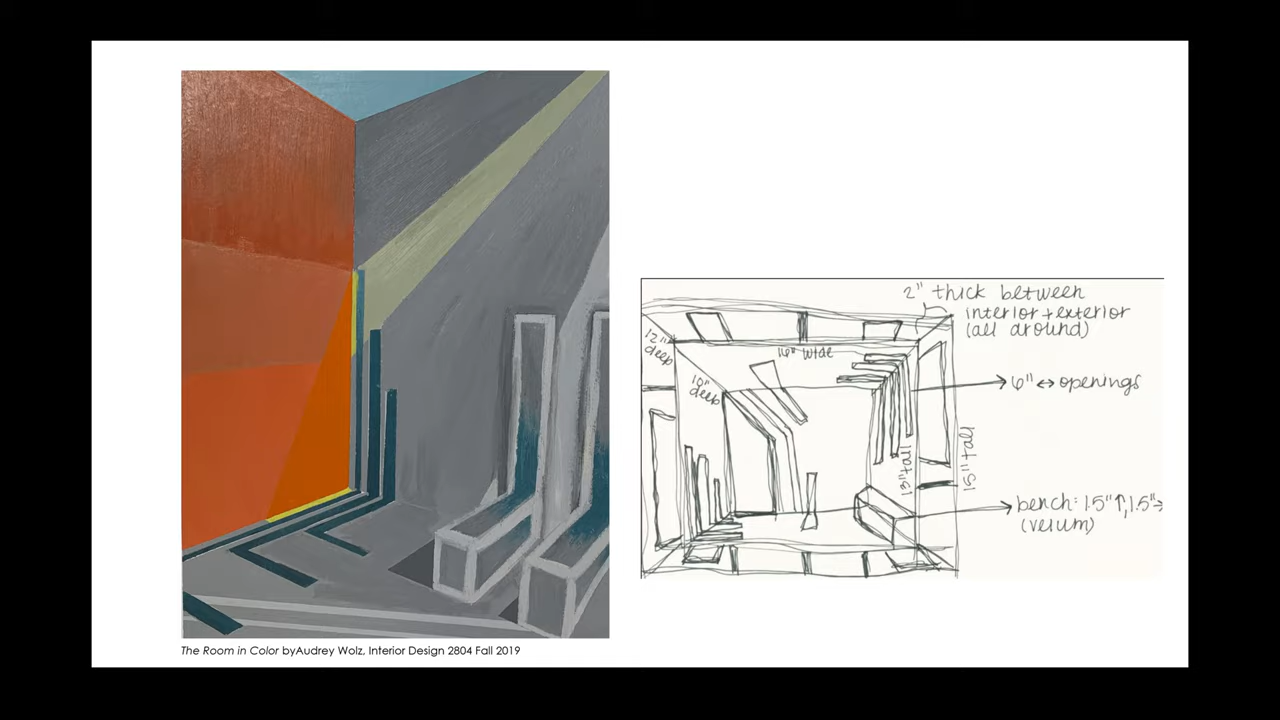 2" thick between
interior + exterior
(all around)
12" deep
16" wide
10" deep
6" ↔ openings
13" tall
15" tall
bench: 1.5"↑, 1.5"→
(velum)
The Room in Color byAudrey Wolz, Interior Design 2804 Fall 2019